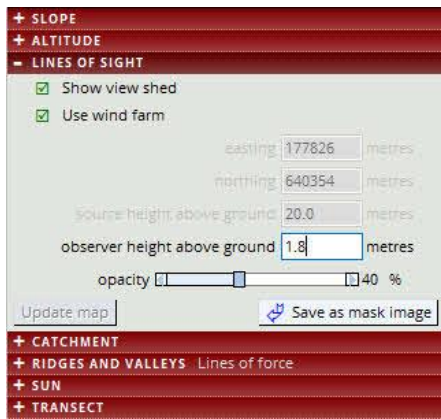 + SLOPE
+ ALTITUDE
- LINES OF SIGHT
Show view shed
Use wind farm
easting 177826 metres
northing 640354 metres
source height above ground 20.0 metres
observer height above ground 1.8 metres
opacity 40 %
Update map Save as mask image
+ CATCHMENT
+ RIDGES AND VALLEYS Lines of force
+ SUN
+ TRANSECT